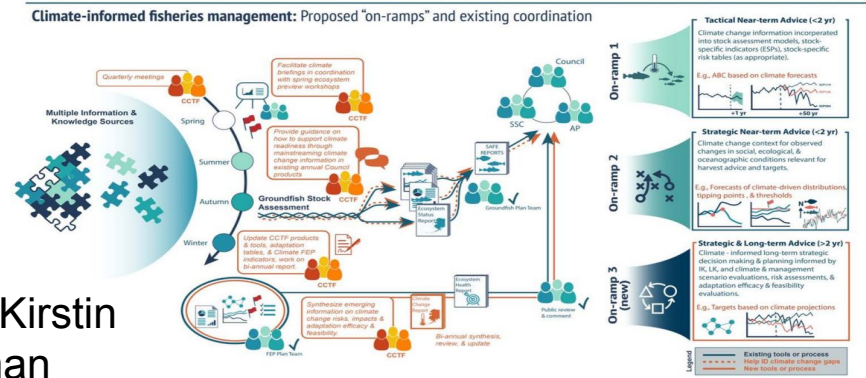 Climate-informed fisheries management: Proposed "on-ramps" and existing coordination
Quarterly meetings
CCTF
Multiple Information &
Knowledge Sources
Spring
Summer
Autumn
Winter
Facilitate climate
briefings in coordination
with spring ecosystem
preview workshops
CCTF
Provide guidance on
how to support climate
readiness through
mainstreaming climate
change information in
existing annual Council
products
CCTF
Groundfish Stock
Assessment
Update CCTF products
& tools, adaptation
tables, & Climate FEP
indicators, work on
bi-annual report.
CCTF
FEP Plan Team
Synthesize emerging
information on climate
change risks, impacts &
adaptation efficacy &
feasibility
CCTF
Climate
Change
Report
Bi-annual synthesis,
review, & update
Ecosystem
Status
Reports
SAFE
REPORTS
Groundfish Plan Team
Ecosystem
Health
Report
Public review
& comment
Council
SSC
AP
On-ramp 1
Tactical Near-term Advice (<2 yr)
Climate change information incorporated
into stock assessment models, stock-
specific indicators (ESPs), stock-specific
risk tables (as appropriate).
E.g., ABC based on climate forecasts
+1 yr
+50 yr
On-ramp 2
Strategic Near-term Advice (<2 yr)
Climate change context for observed
changes in social, ecological, &
oceanographic conditions relevant for
harvest advice and targets.
E.g., Forecasts of climate-driven distributions,
tipping points, & thresholds
N
On-ramp 3
(new)
Strategic & Long-term Advice (>2 yr)
Climate - informed long-term strategic
decision making & planning informed by
IK, LK, and climate & management
scenario evaluations, risk assessments, &
adaptation efficacy & feasibility
evaluations.
E.g., Targets based on climate projections
Legend
Existing tools or process
Help ID climate change gaps
New tools or process
Kirstin